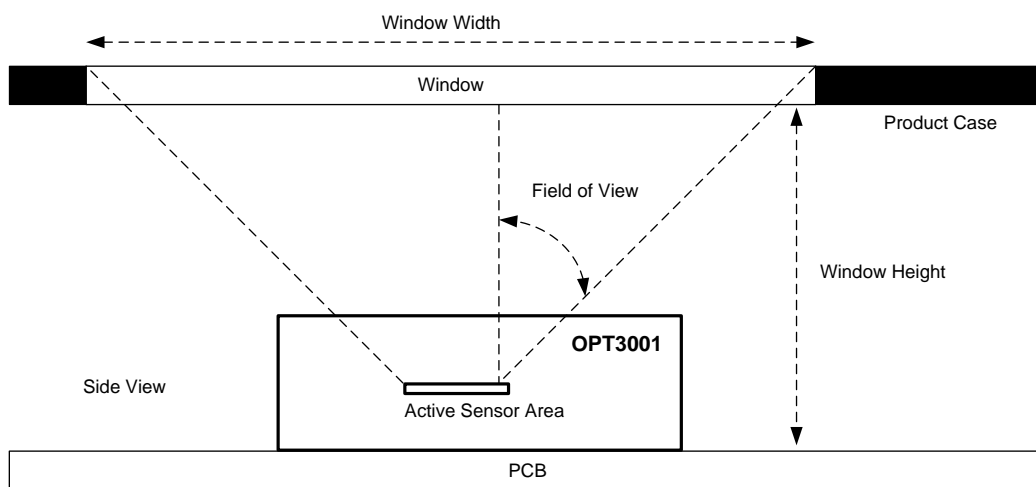 Window Width
Window
Product Case
Field of View
Window Height
OPT3001
Side View
Active Sensor Area
PCB